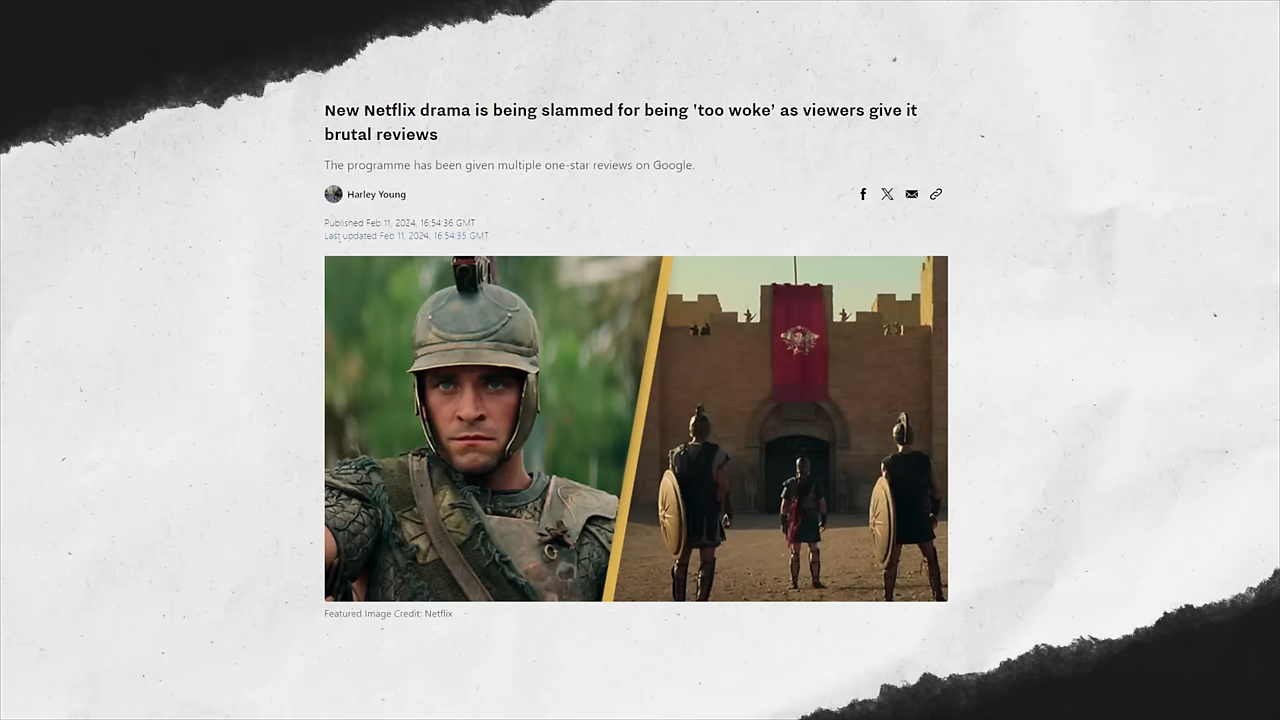 New Netflix drama is being slammed for being 'too woke' as viewers give it
brutal reviews
The programme has been given multiple one-star reviews on Google.
Harley Young
Published Feb 11, 2024, 16:54:36 GMT
Last updated Feb 11, 2024, 16:54:35 GMT
Featured Image Credit: Netflix